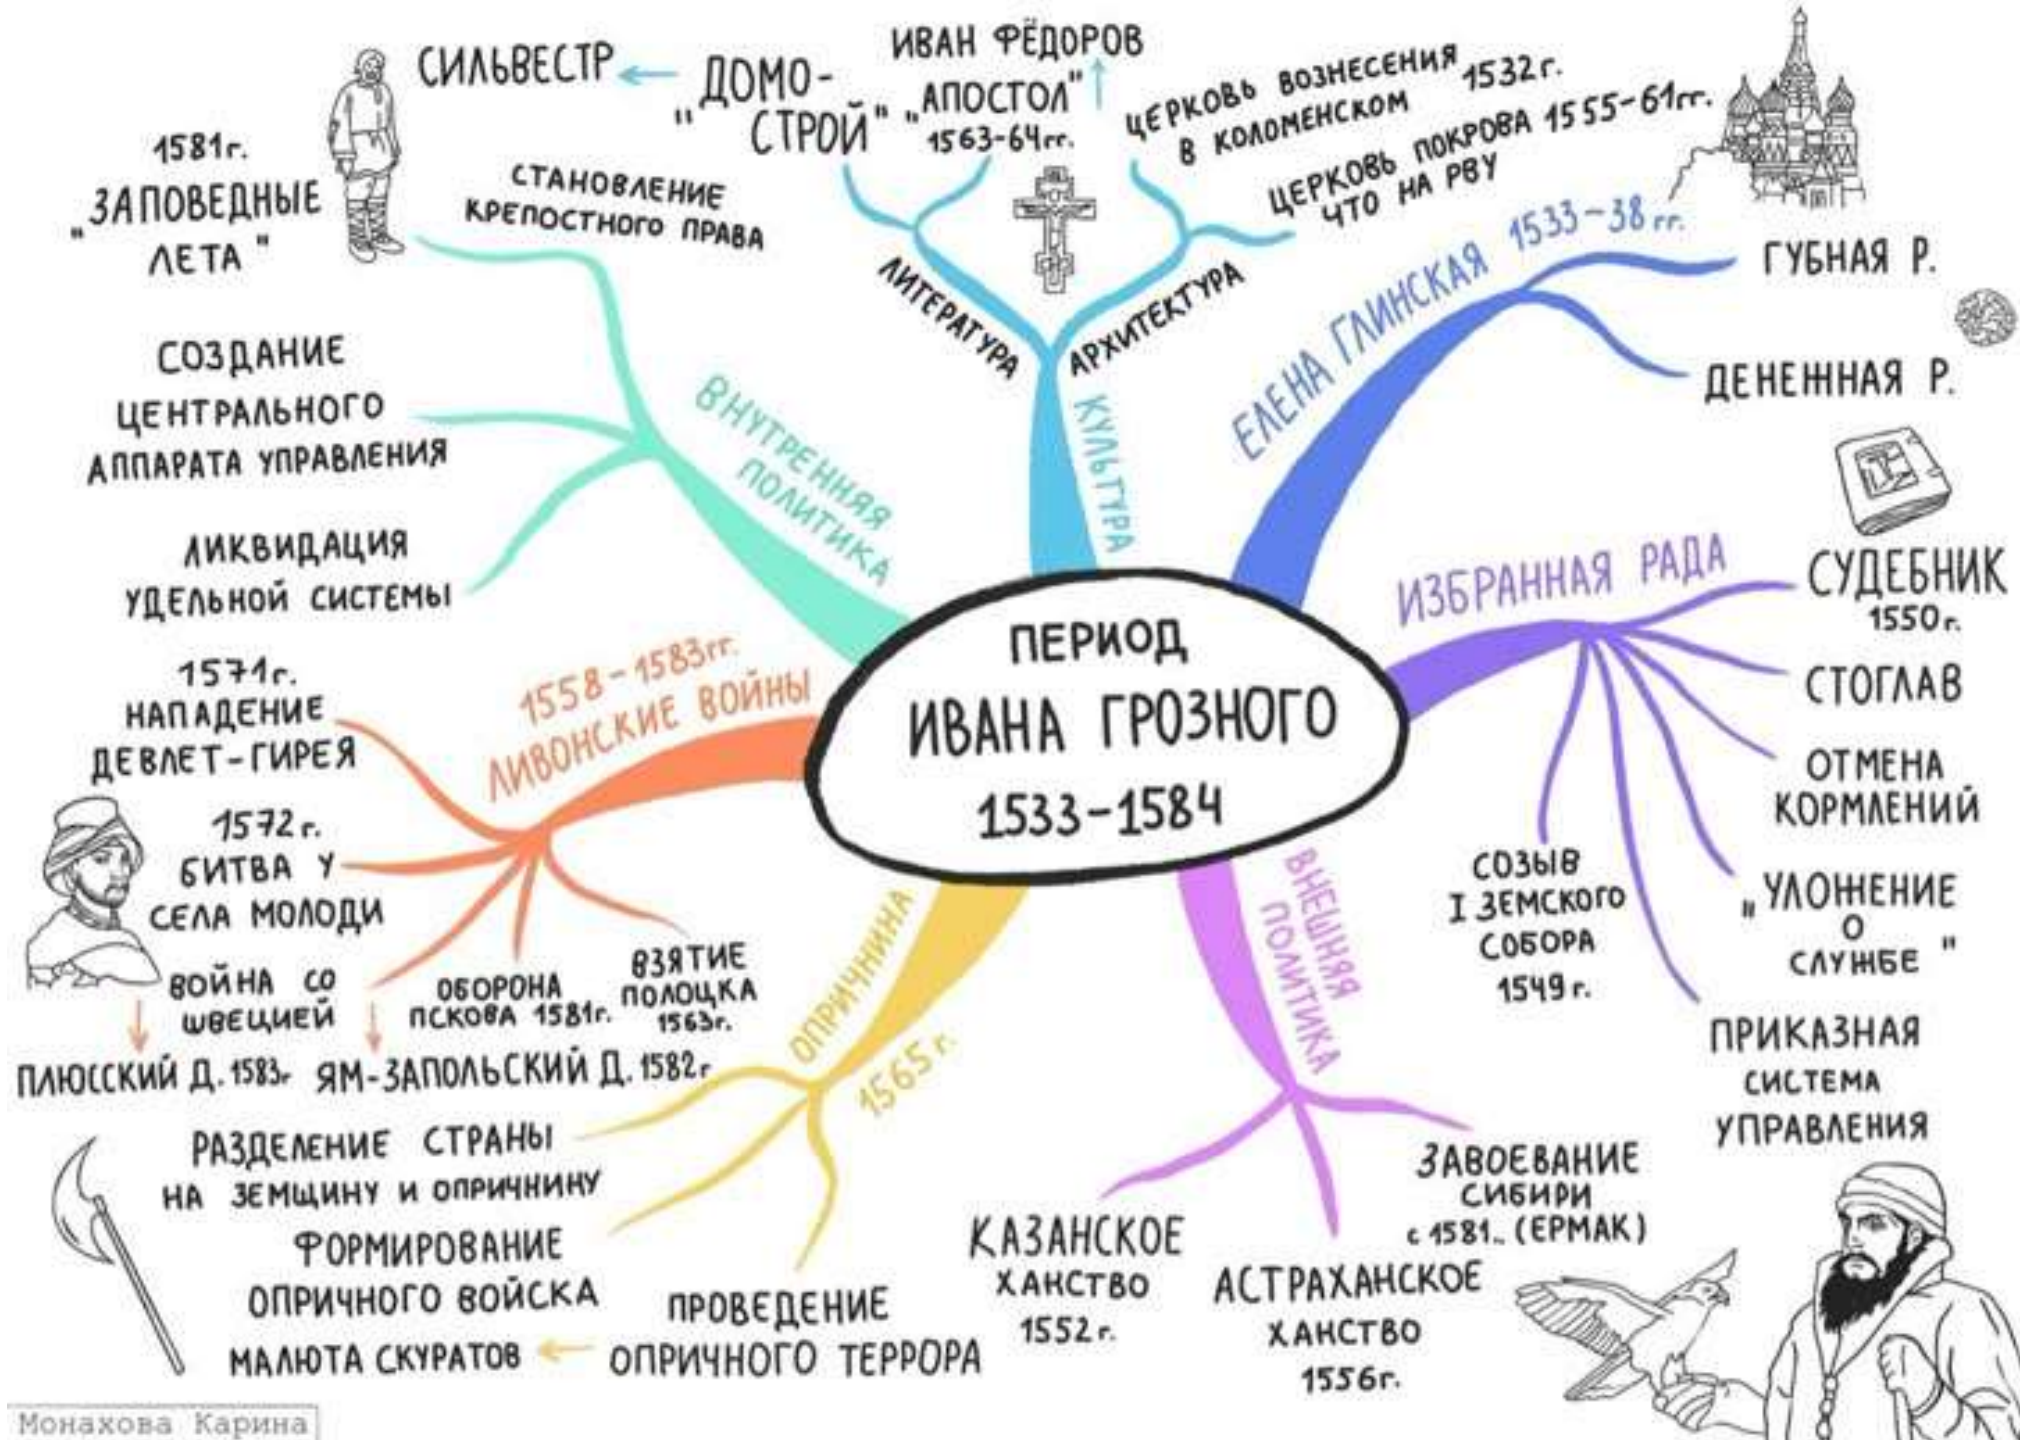 СИЛЬВЕСТР
"ДОМО-
СТРОЙ"
ИВАН ФЁДОРОВ
"АПОСТОЛ"
1563-64гг.
ЦЕРКОВЬ ВОЗНЕСЕНИЯ
В КОЛОМЕНСКОМ 1532г.
ЦЕРКОВЬ ПОКРОВА 1555-61гг.
ЧТО НА РВУ
ЛИТЕРАТУРА
АРХИТЕКТУРА
КУЛЬТУРА
1581г.
"ЗАПОВЕДНЫЕ
ЛЕТА"
СТАНОВЛЕНИЕ
КРЕПОСТНОГО ПРАВА
СОЗДАНИЕ
ЦЕНТРАЛЬНОГО
АППАРАТА УПРАВЛЕНИЯ
ЛИКВИДАЦИЯ
УДЕЛЬНОЙ СИСТЕМЫ
ВНУТРЕННЯЯ
ПОЛИТИКА
ЕЛЕНА ГЛИНСКАЯ 1533-38гг.
ГУБНАЯ Р.
ДЕНЕЖНАЯ Р.
ИЗБРАННАЯ РАДА
СУДЕБНИК
1550г.
СТОГЛАВ
ОТМЕНА
КОРМЛЕНИЙ
"УЛОЖЕНИЕ
О
СЛУЖБЕ"
ПРИКАЗНАЯ
СИСТЕМА
УПРАВЛЕНИЯ
СОЗЫВ
I ЗЕМСКОГО
СОБОРА
1549г.
ПЕРИОД
ИВАНА ГРОЗНОГО
1533-1584
1558-1583гг.
ЛИВОНСКИЕ ВОЙНЫ
1571г.
НАПАДЕНИЕ
ДЕВЛЕТ-ГИРЕЯ
1572г.
БИТВА У
СЕЛА МОЛОДИ
ВОЙНА СО
ШВЕЦИЕЙ
ОБОРОНА
ПСКОВА 1581г.
ВЗЯТИЕ
ПОЛОЦКА
1563г.
ПЛЮССКИЙ Д. 1583г
ЯМ-ЗАПОЛЬСКИЙ Д. 1582г
ОПРИЧНИНА
1565г.
РАЗДЕЛЕНИЕ СТРАНЫ
НА ЗЕМЩИНУ И ОПРИЧНИНУ
ФОРМИРОВАНИЕ
ОПРИЧНОГО ВОЙСКА
ПРОВЕДЕНИЕ
ОПРИЧНОГО ТЕРРОРА
МАЛЮТА СКУРАТОВ
ВНЕШНЯЯ
ПОЛИТИКА
КАЗАНСКОЕ
ХАНСТВО
1552г.
АСТРАХАНСКОЕ
ХАНСТВО
1556г.
ЗАВОЕВАНИЕ
СИБИРИ
с 1581.. (ЕРМАК)
Монахова Карина